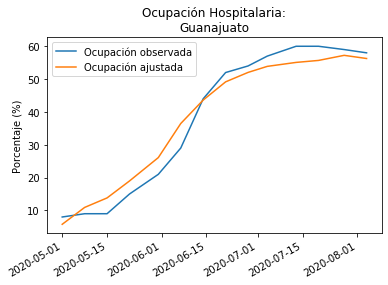 Ocupación Hospitalaria:
Guanajuato
Ocupación observada
Ocupación ajustada
Porcentaje (%)
60
50
40
30
20
10
2020-05-01
2020-05-15
2020-06-01
2020-06-15
2020-07-01
2020-07-15
2020-08-01